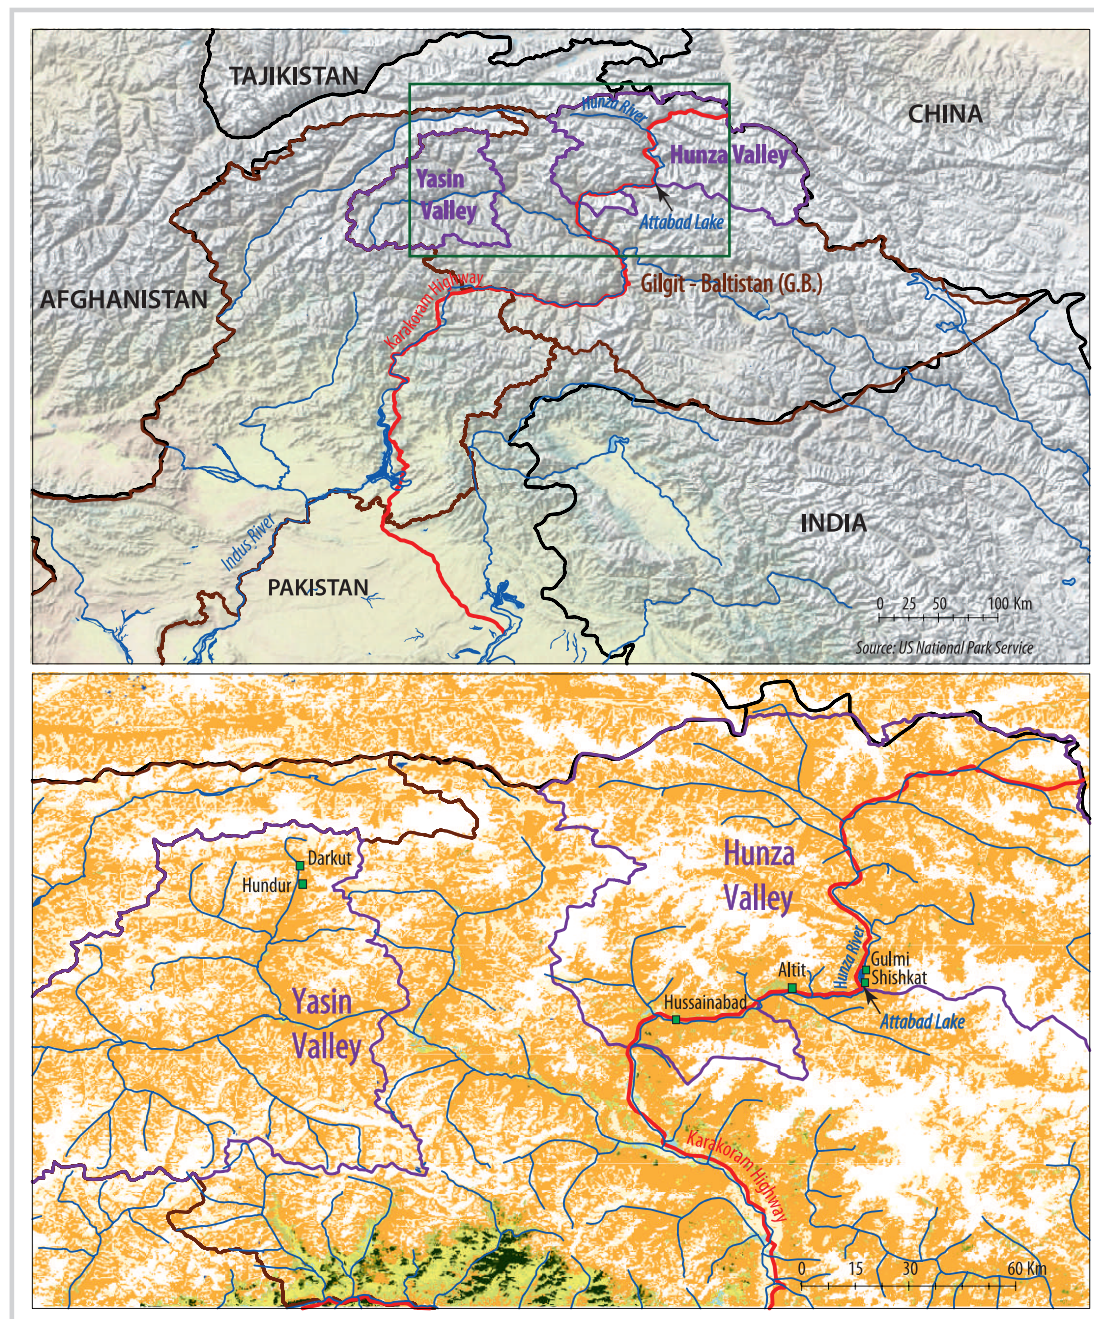 TAJIKISTAN
CHINA
Hunza River
Hunza Valley
Yasin
Valley
Attabad Lake
AFGHANISTAN
Gilgit - Baltistan (G.B.)
Karakoram Highway
INDIA
Indus River
PAKISTAN
0 25 50 100 Km
Source: US National Park Service
Darkut
Hundur
Hunza
Valley
Hunza River
Gulmi
Altit
Shishkat
Hussainabad
Yasin
Valley
Attabad Lake
Karakoram Highway
0 15 30 60 Km